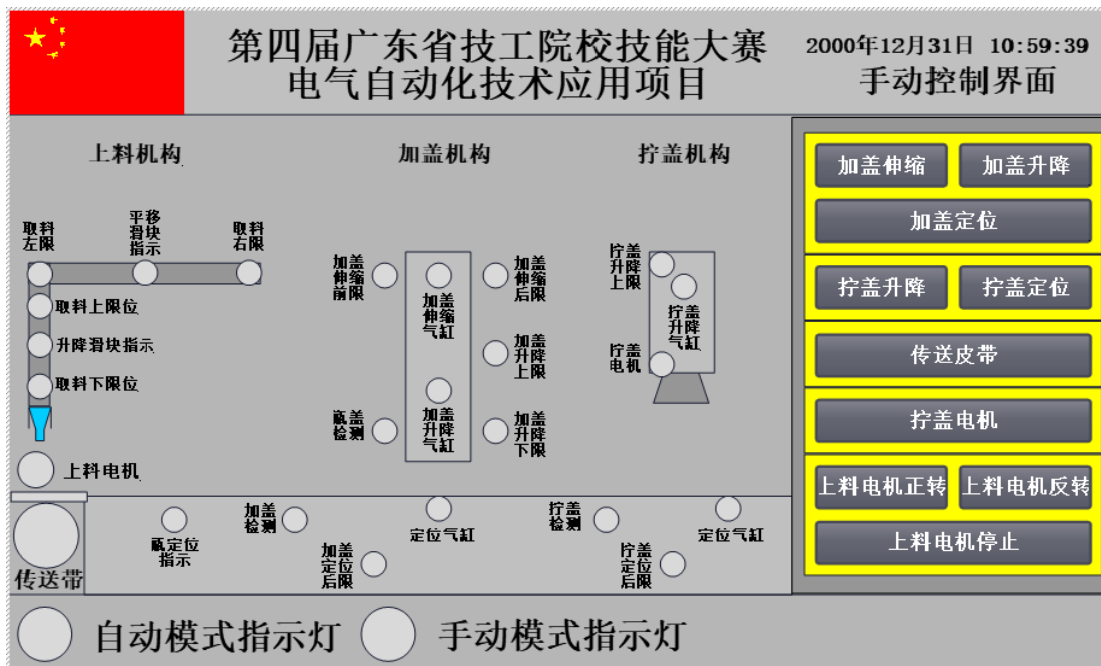 第四届广东省技工院校技能大赛
电气自动化技术应用项目
2000年12月31日 10:59:39
手动控制界面
上料机构
加盖机构
拧盖机构
取料
左限
平移
滑块
指示
取料
右限
取料上限位
升降滑块指示
取料下限位
上料电机
加盖
伸缩
前限
加盖
伸缩
气缸
加盖
伸缩
后限
加盖
升降
上限
瓶盖
检测
加盖
升降
气缸
加盖
升降
下限
拧盖
升降
上限
拧盖
升降
气缸
拧盖
电机
传送带
瓶定位
指示
加盖
检测
加盖
定位
后限
定位气缸
拧盖
检测
拧盖
定位
后限
定位气缸
加盖伸缩
加盖升降
加盖定位
拧盖升降
拧盖定位
传送皮带
拧盖电机
上料电机正转
上料电机反转
上料电机停止
自动模式指示灯
手动模式指示灯